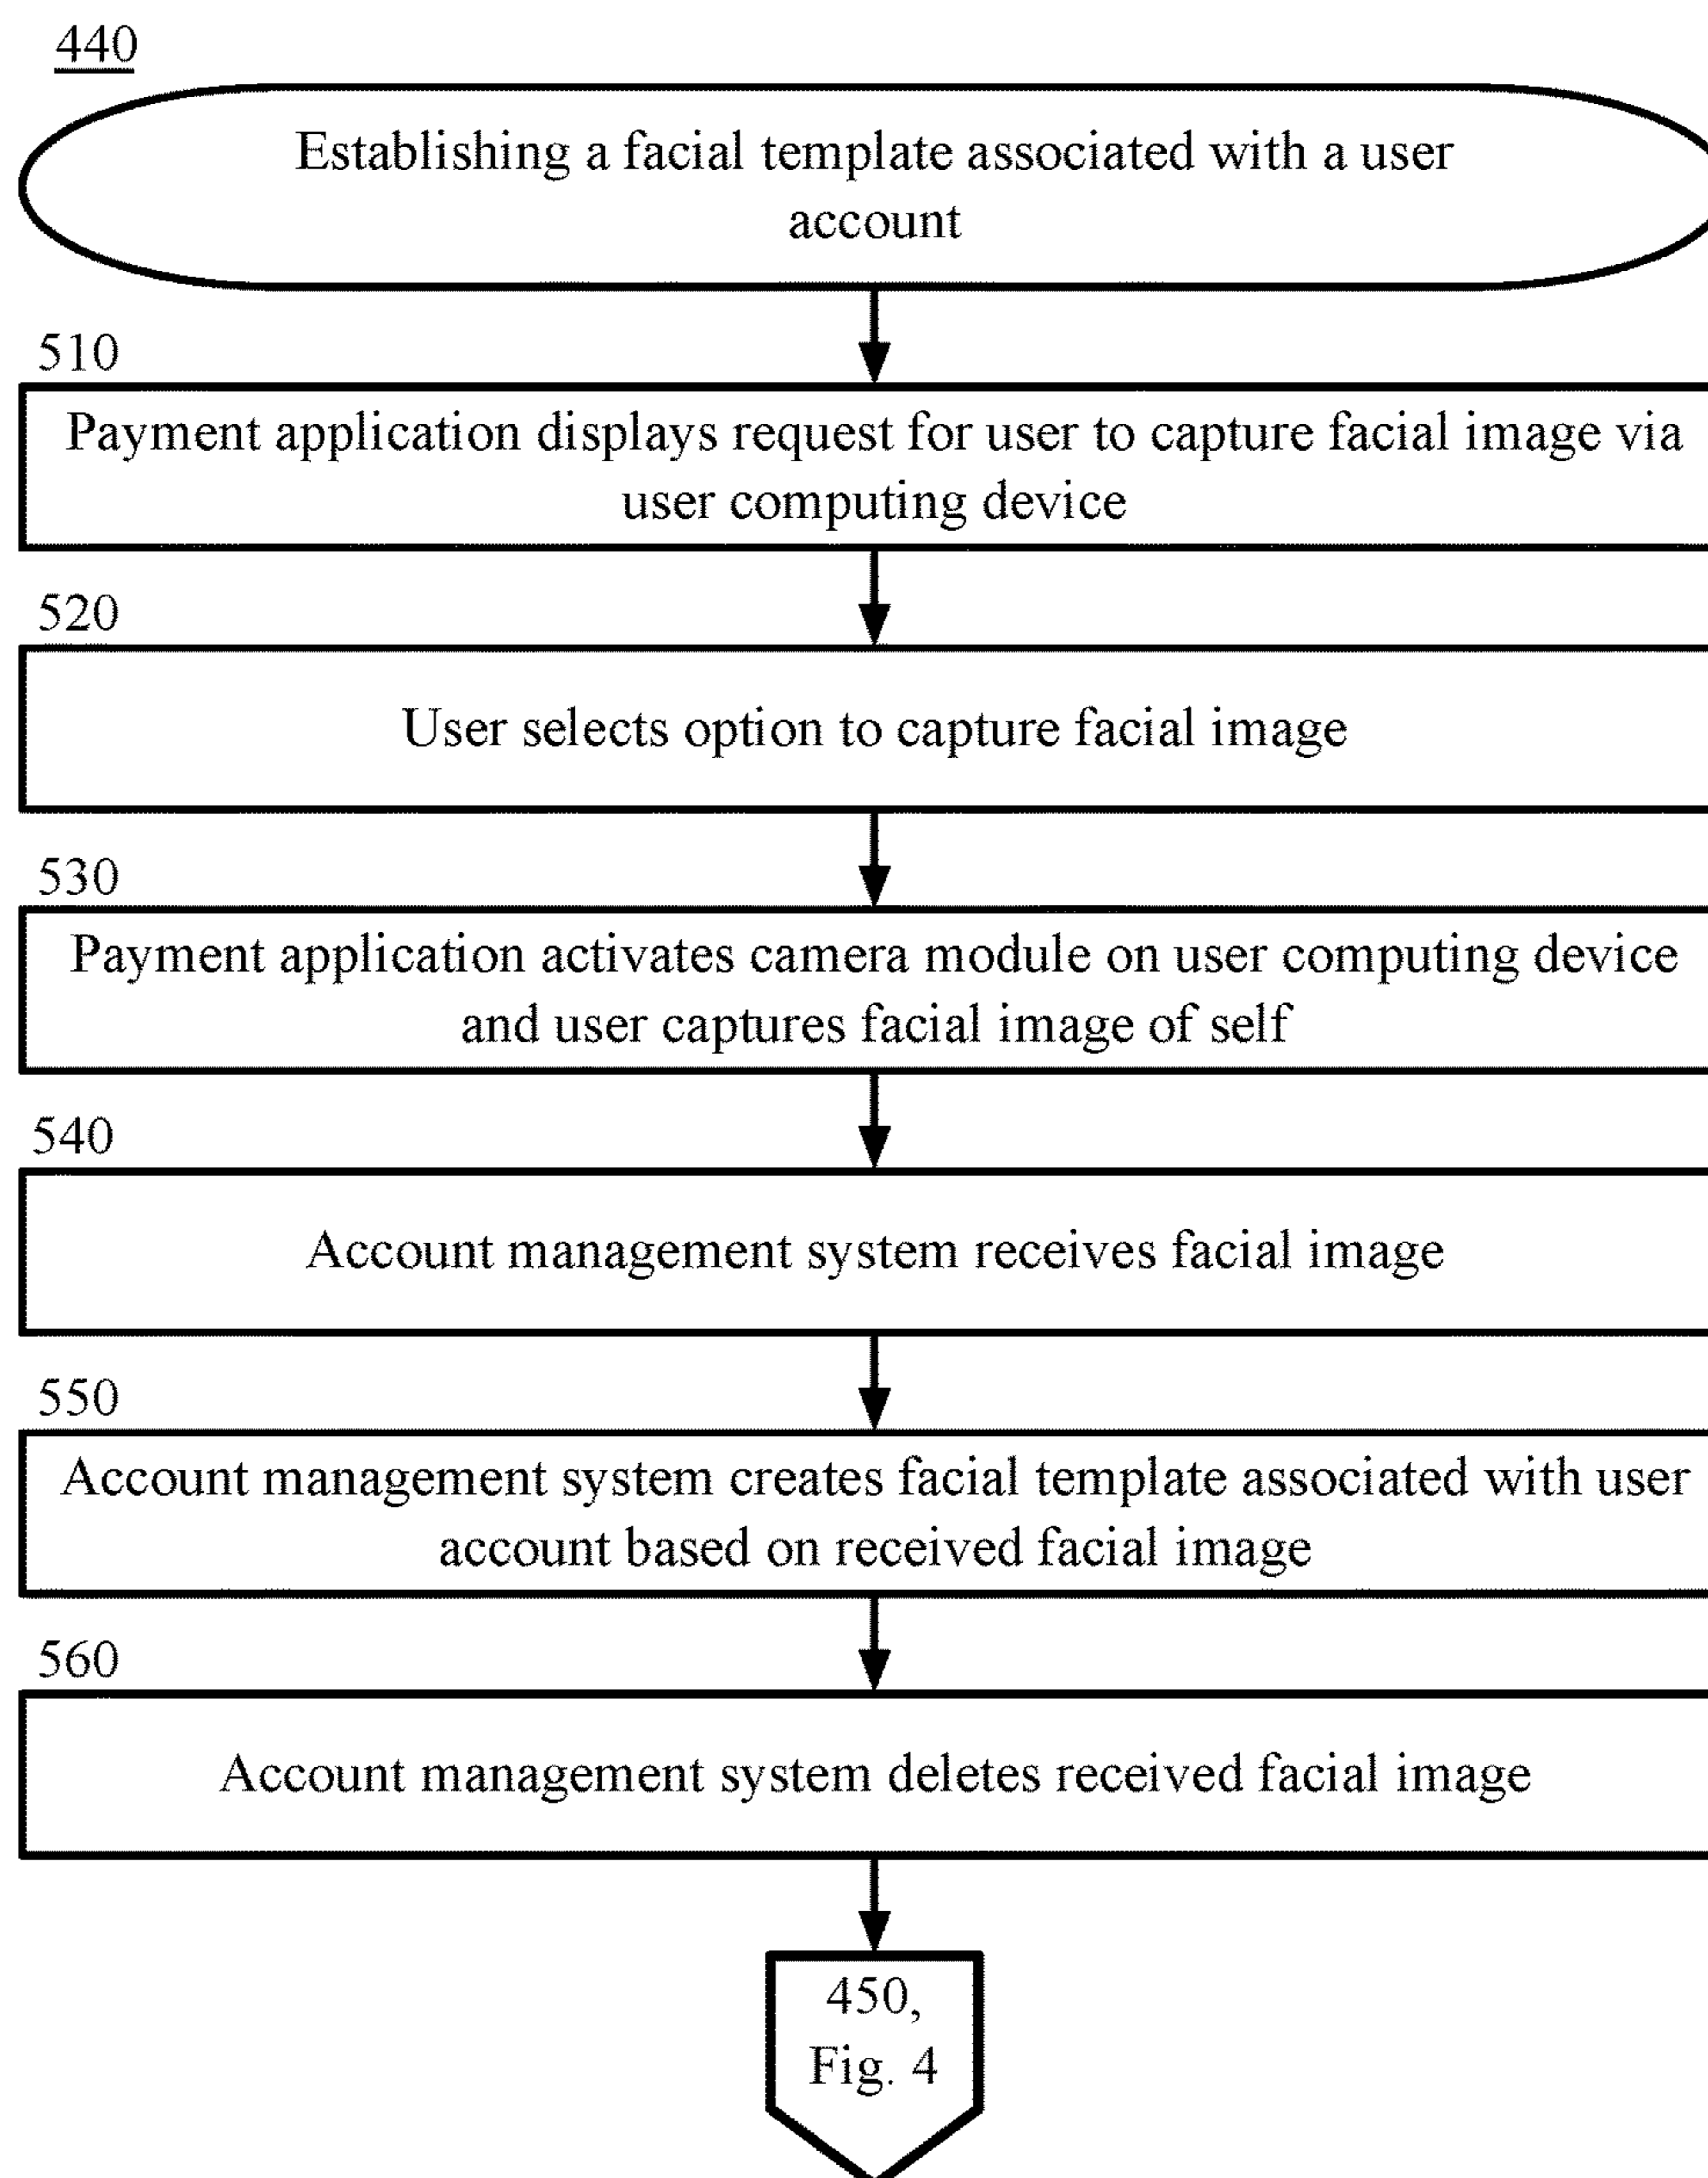 440
Establishing a facial template associated with a user
account
510
Payment application displays request for user to capture facial image via
user computing device
520
User selects option to capture facial image
530
Payment application activates camera module on user computing device
and user captures facial image of self
540
Account management system receives facial image
550
Account management system creates facial template associated with user
account based on received facial image
560
Account management system deletes received facial image
450,
Fig. 4